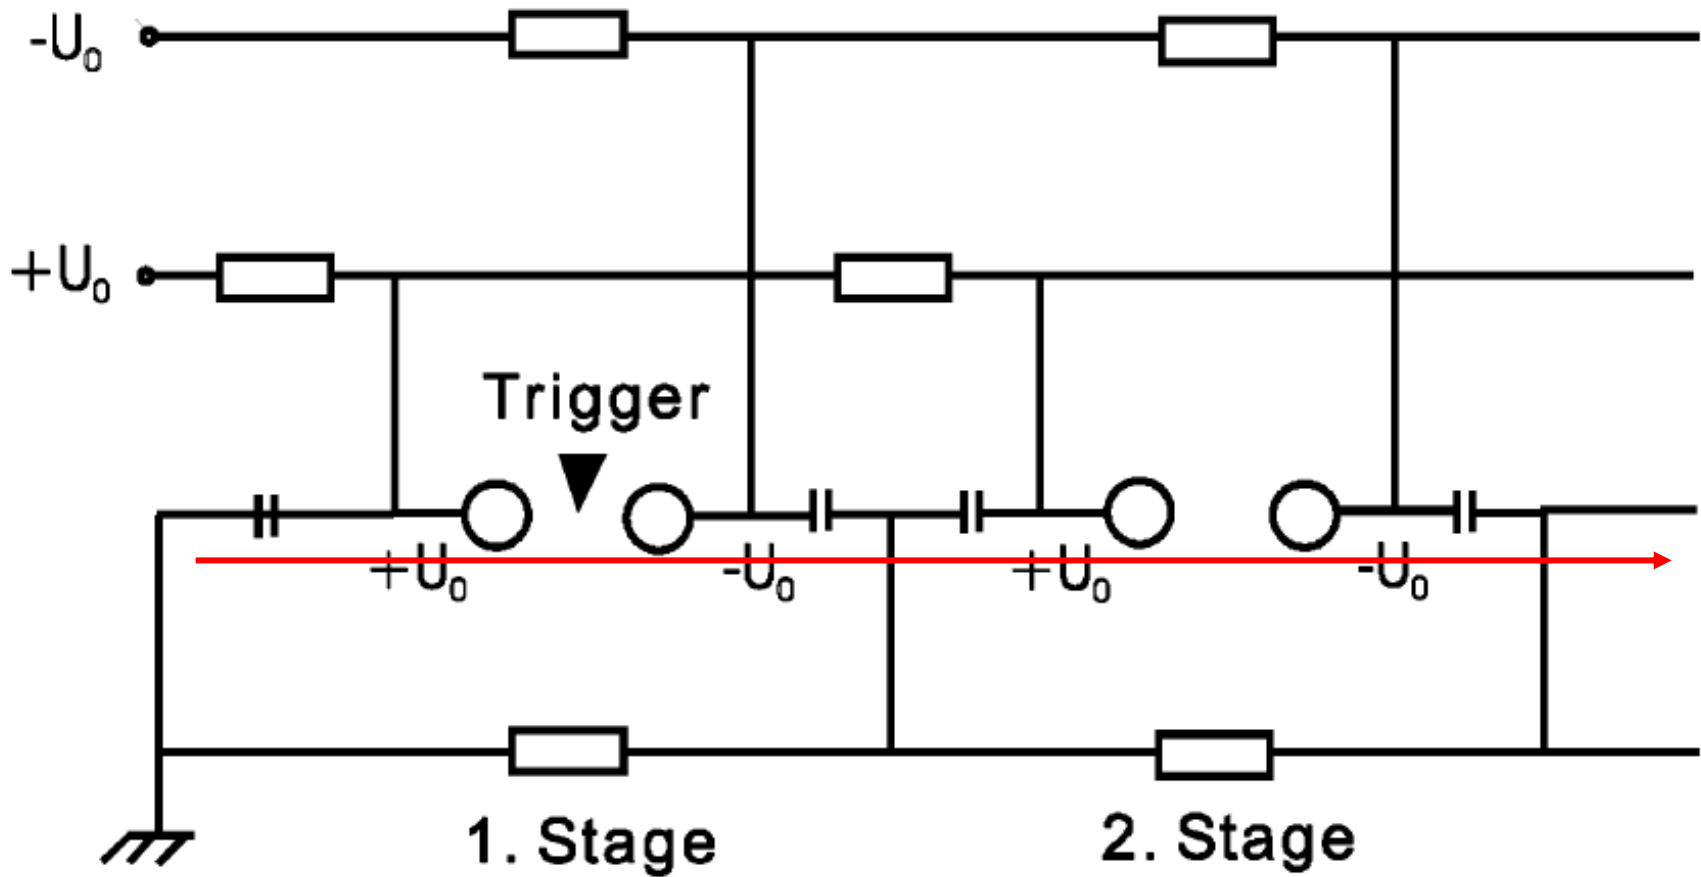 -U₀
+U₀
Trigger
+U₀ -U₀ +U₀ -U₀
1. Stage 2. Stage